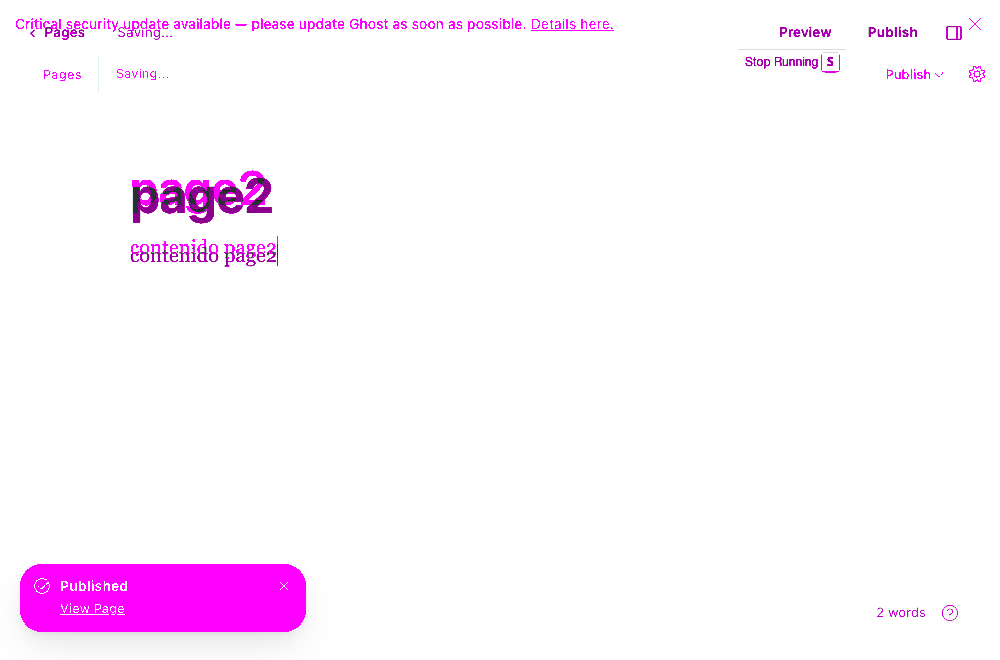 Critical security update available — please update Ghost as soon as possible. Details here.
Pages Saving... Preview Publish
Stop Running S
Pages Saving... Publish
page2
page2
contenido page2
contenido page2
Published
View Page
2 words